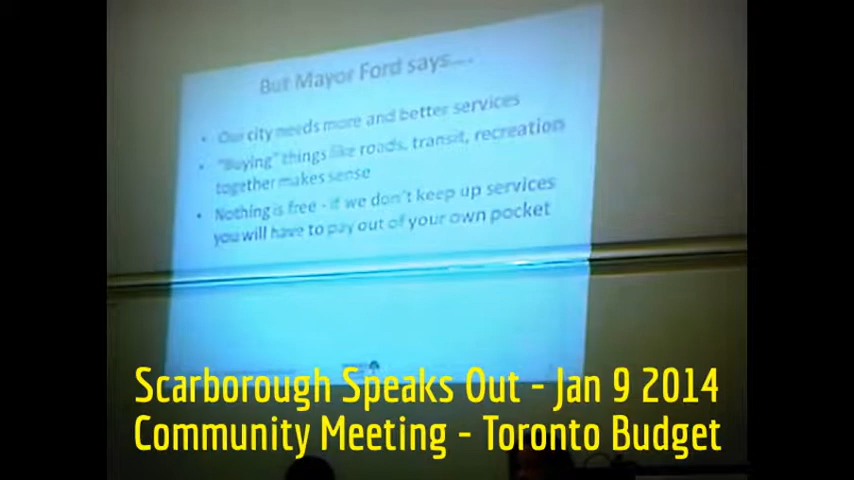 But Mayor Ford says....
• Our city needs more and better services
• "Buying" things like roads, transit, recreation
together makes sense
• Nothing is free - if we don't keep up services
you will have to pay out of your own pocket
Scarborough Speaks Out - Jan 9 2014
Community Meeting - Toronto Budget